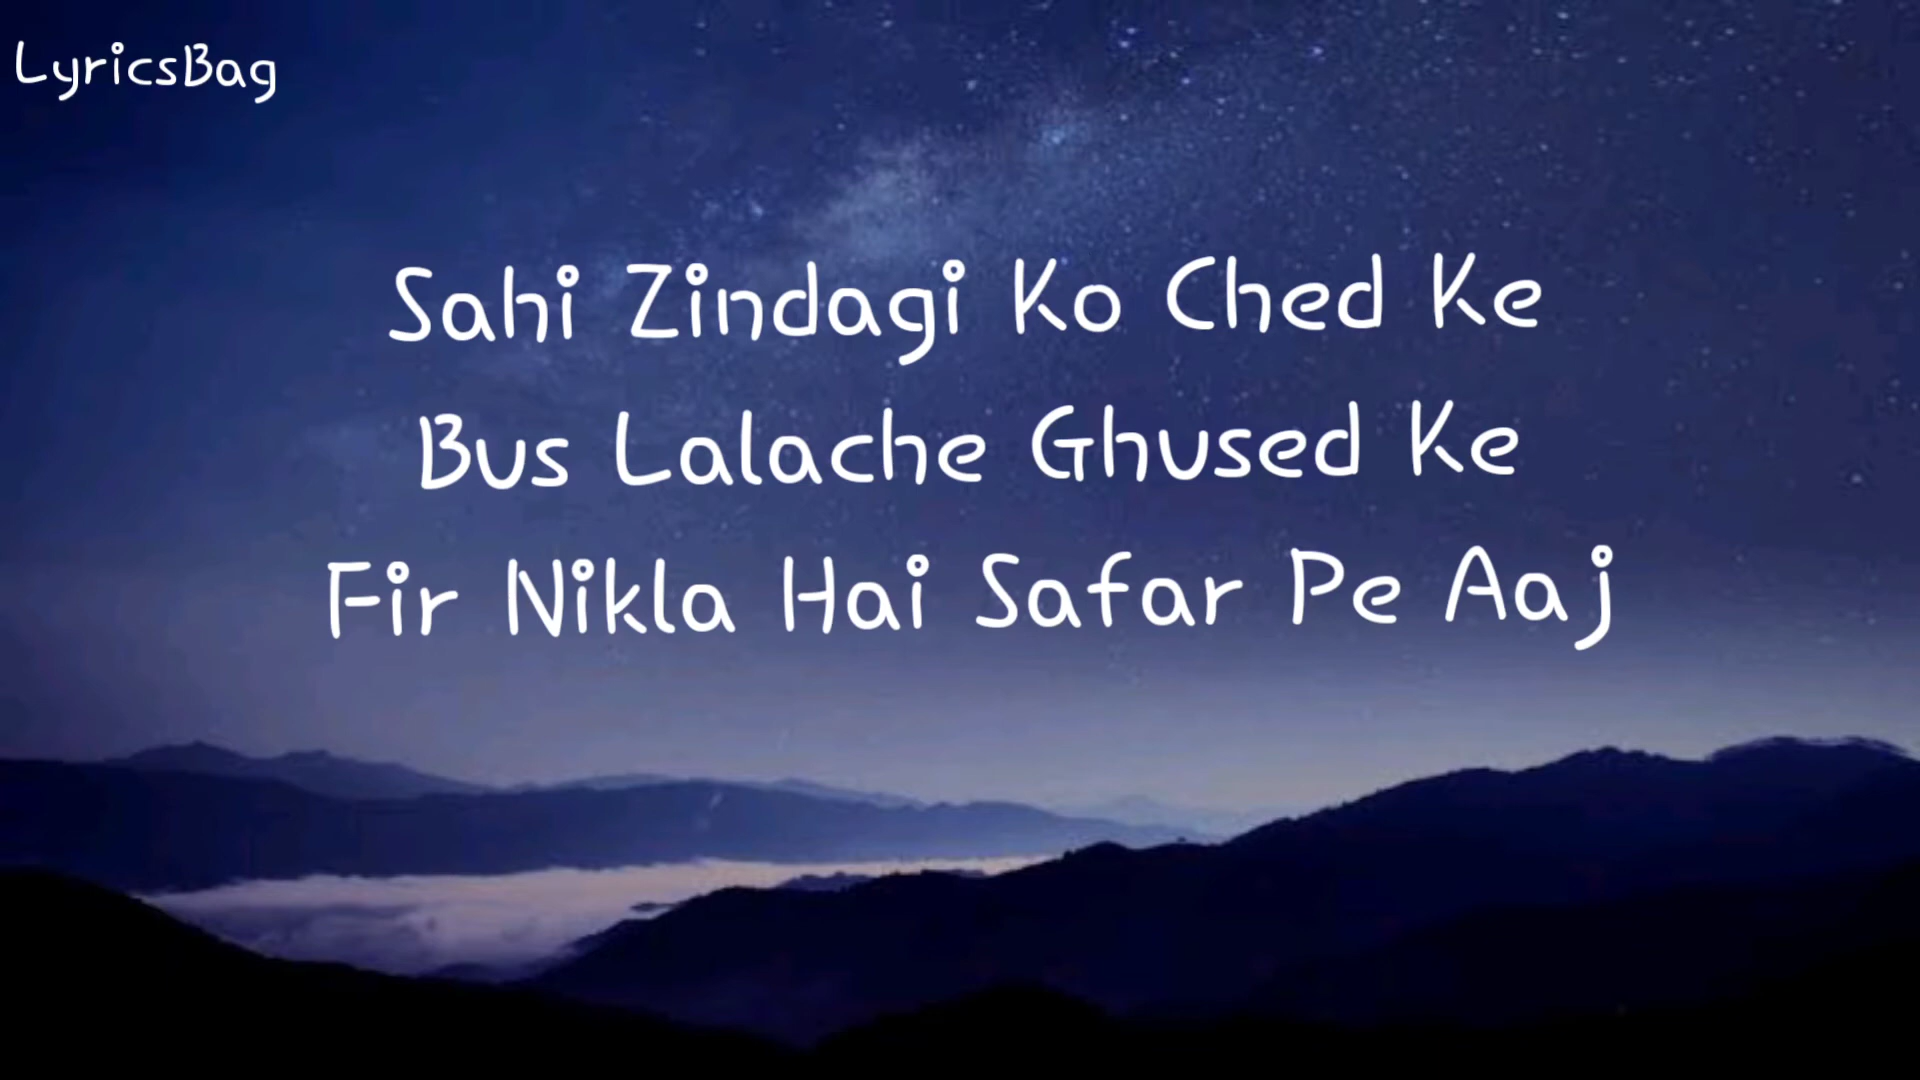 LyricsBag
Sahi Zindagi Ko Ched Ke
Bus Lalache Ghused Ke
Fir Nikla Hai Safar Pe Aaj